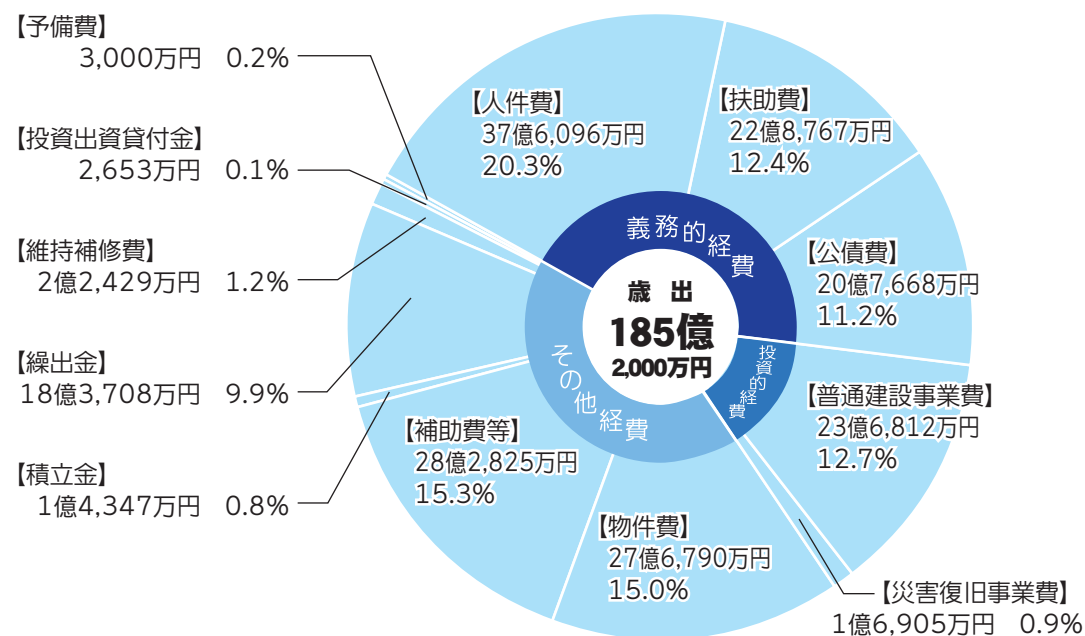 【予備費】
3,000万円 0.2%
【投資出資貸付金】
2,653万円 0.1%
【維持補修費】
2億2,429万円 1.2%
【繰出金】
18億3,708万円 9.9%
【積立金】
1億4,347万円 0.8%
【人件費】
37億6,096万円
20.3%
【扶助費】
22億8,767万円
12.4%
【公債費】
20億7,668万円
11.2%
【普通建設事業費】
23億6,812万円
12.7%
【災害復旧事業費】
1億6,905万円 0.9%
【物件費】
27億6,790万円
15.0%
【補助費等】
28億2,825万円
15.3%
義務的経費
投資的経費
その他経費
歳出
185億
2,000万円